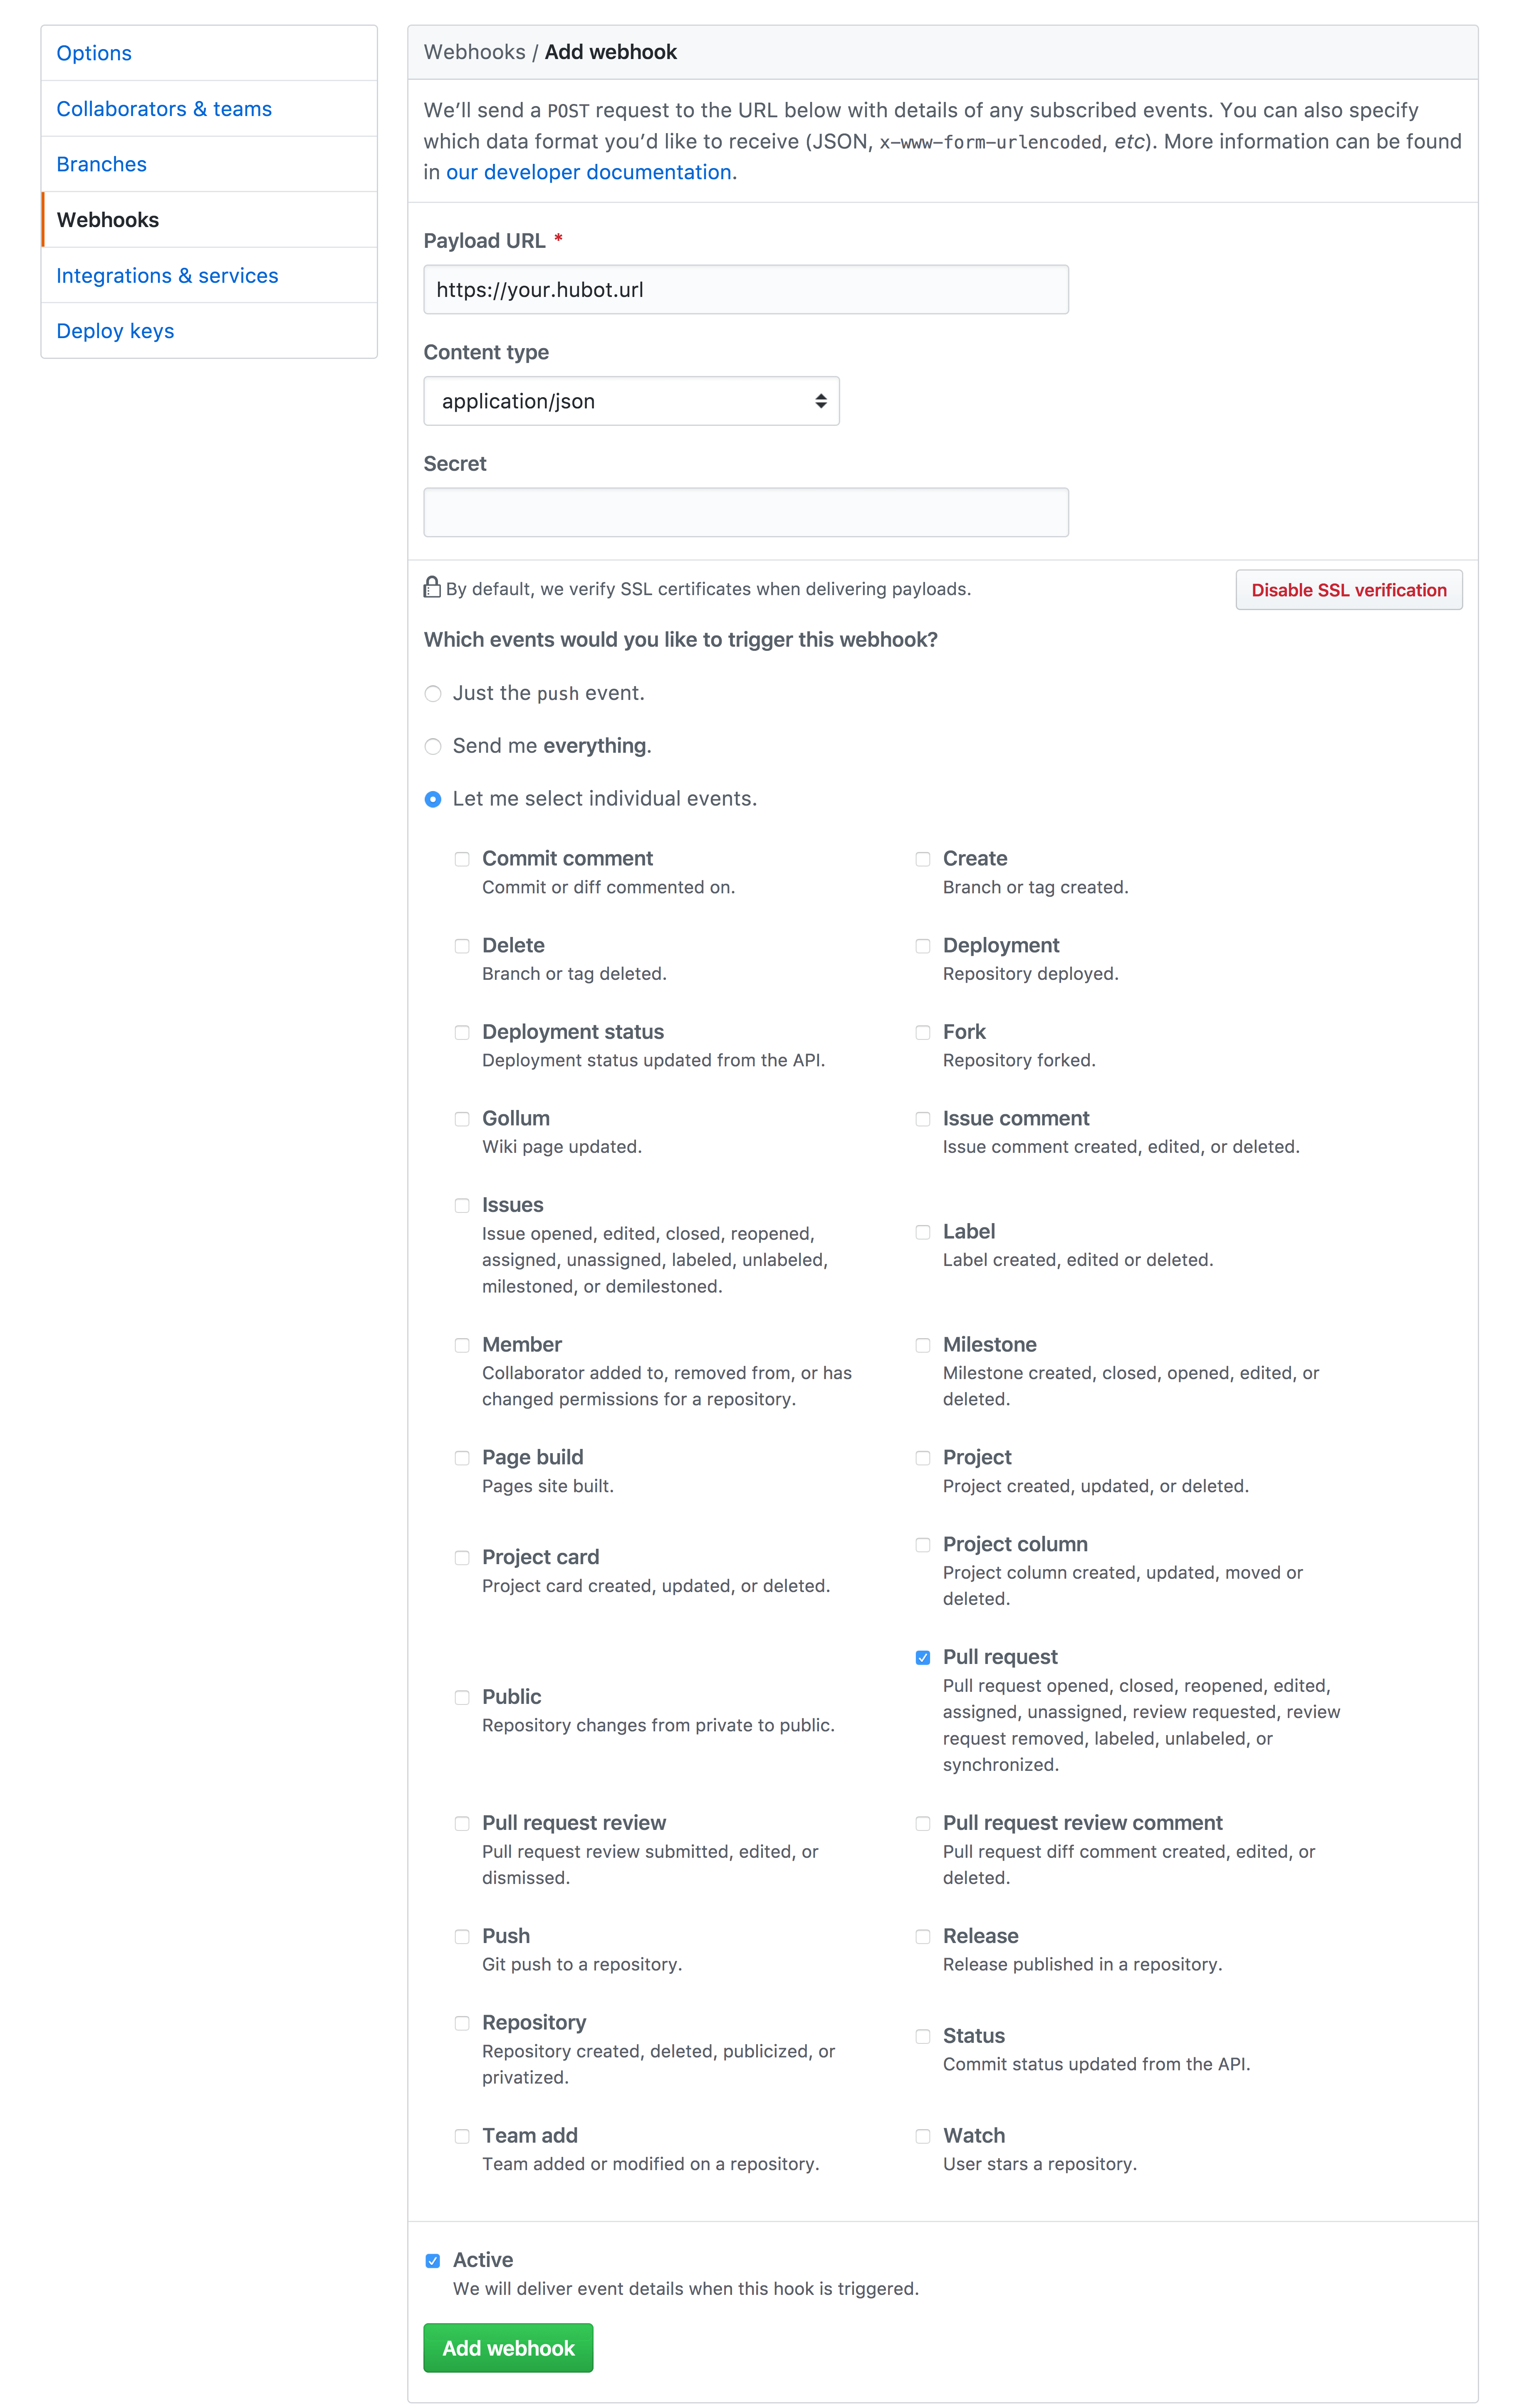 Options
Collaborators & teams
Branches
Webhooks
Integrations & services
Deploy keys
Webhooks / Add webhook
We’ll send a POST request to the URL below with details of any subscribed events. You can also specify
which data format you’d like to receive (JSON, x-www-form-urlencoded, etc). More information can be found
in our developer documentation.
Payload URL *
https://your.hubot.url
Content type
application/json
Secret
By default, we verify SSL certificates when delivering payloads.
Disable SSL verification
Which events would you like to trigger this webhook?
Just the push event.
Send me everything.
Let me select individual events.
Commit comment
Commit or diff commented on.
Create
Branch or tag created.
Delete
Branch or tag deleted.
Deployment
Repository deployed.
Deployment status
Deployment status updated from the API.
Fork
Repository forked.
Gollum
Wiki page updated.
Issue comment
Issue comment created, edited, or deleted.
Issues
Issue opened, edited, closed, reopened,
assigned, unassigned, labeled, unlabeled,
milestoned, or demilestoned.
Label
Label created, edited or deleted.
Member
Collaborator added to, removed from, or has
changed permissions for a repository.
Milestone
Milestone created, closed, opened, edited, or
deleted.
Page build
Pages site built.
Project
Project created, updated, or deleted.
Project card
Project card created, updated, or deleted.
Project column
Project column created, updated, moved or
deleted.
Public
Repository changes from private to public.
Pull request
Pull request opened, closed, reopened, edited,
assigned, unassigned, review requested, review
request removed, labeled, unlabeled, or
synchronized.
Pull request review
Pull request review submitted, edited, or
dismissed.
Pull request review comment
Pull request diff comment created, edited, or
deleted.
Push
Git push to a repository.
Release
Release published in a repository.
Repository
Repository created, deleted, publicized, or
privatized.
Status
Commit status updated from the API.
Team add
Team added or modified on a repository.
Watch
User stars a repository.
Active
We will deliver event details when this hook is triggered.
Add webhook